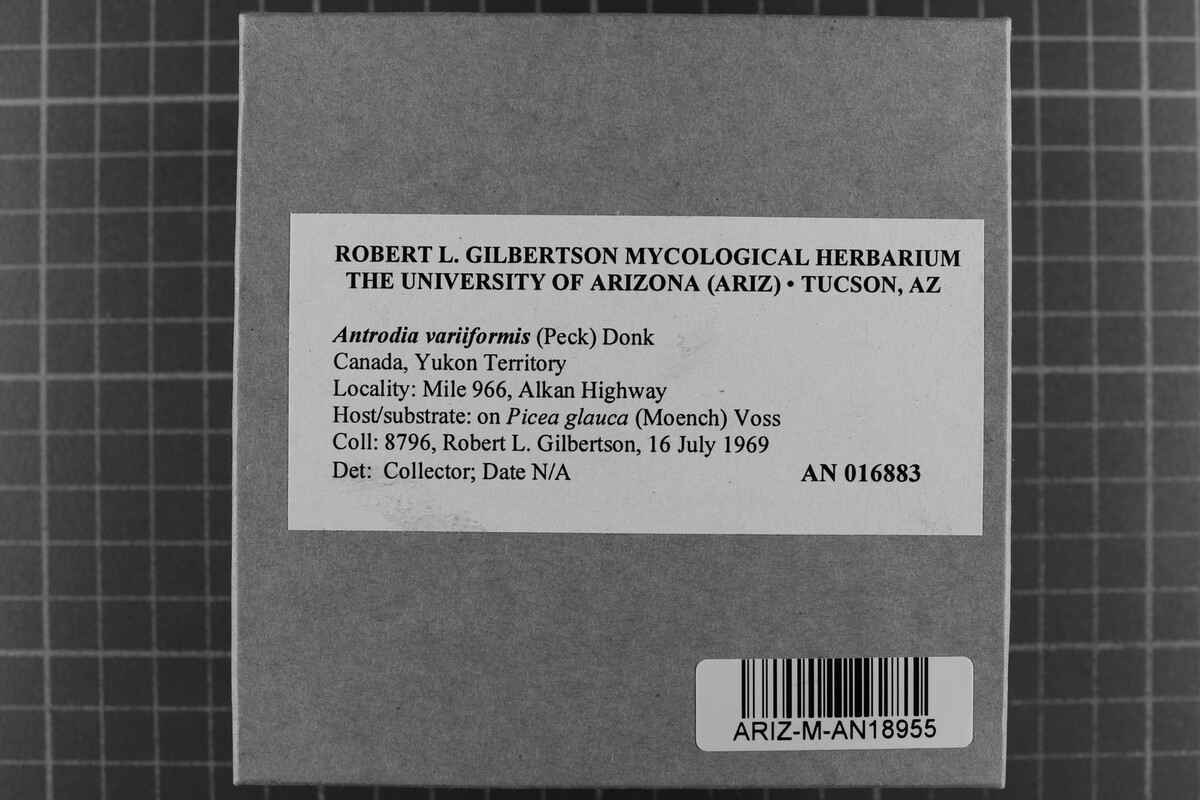 ROBERT L. GILBERTSON MYCOLOGICAL HERBARIUM
THE UNIVERSITY OF ARIZONA (ARIZ) • TUCSON, AZ
Antrodia variiformis (Peck) Donk
Canada, Yukon Territory
Locality: Mile 966, Alkan Highway
Host/substrate: on Picea glauca (Moench) Voss
Coll: 8796, Robert L. Gilbertson, 16 July 1969
Det: Collector; Date N/A AN 016883
ARIZ-M-AN18955